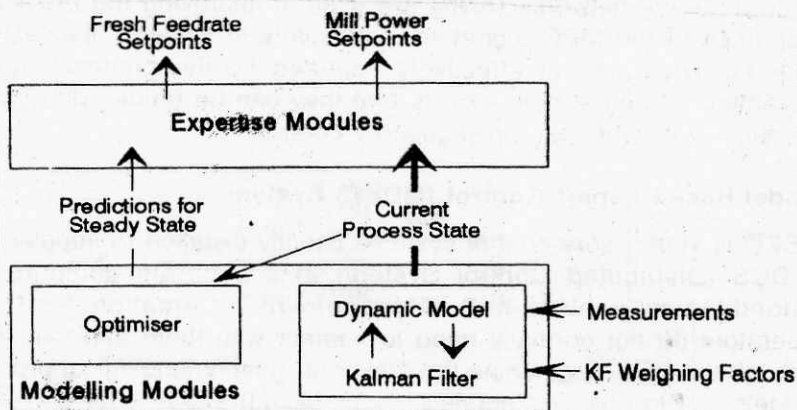 Fresh Feedrate
Setpoints
Mill Power
Setpoints
Expertise Modules
Predictions for
Steady State
Current
Process State
Optimiser
Dynamic Model
Measurements
Kalman Filter
KF Weighing Factors
Modelling Modules